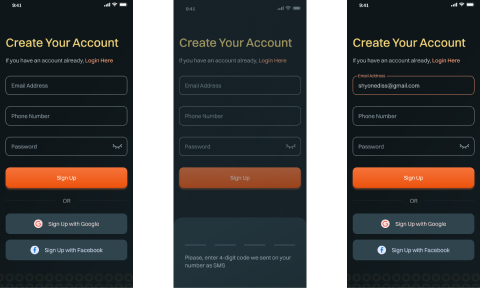 9:41
Create Your Account
If you have an account already, Login Here
Email Address
Phone Number
Password
Sign Up
OR
Sign Up with Google
Sign Up with Facebook
9:41
Create Your Account
If you have an account already, Login Here
Email Address
Phone Number
Password
Sign Up
Please, enter 4-digit code we sent on your
number as SMS
9:41
Create Your Account
If you have an account already, Login Here
Email Address
shyonedias@gmail.com
Phone Number
Password
Sign Up
OR
Sign Up with Google
Sign Up with Facebook